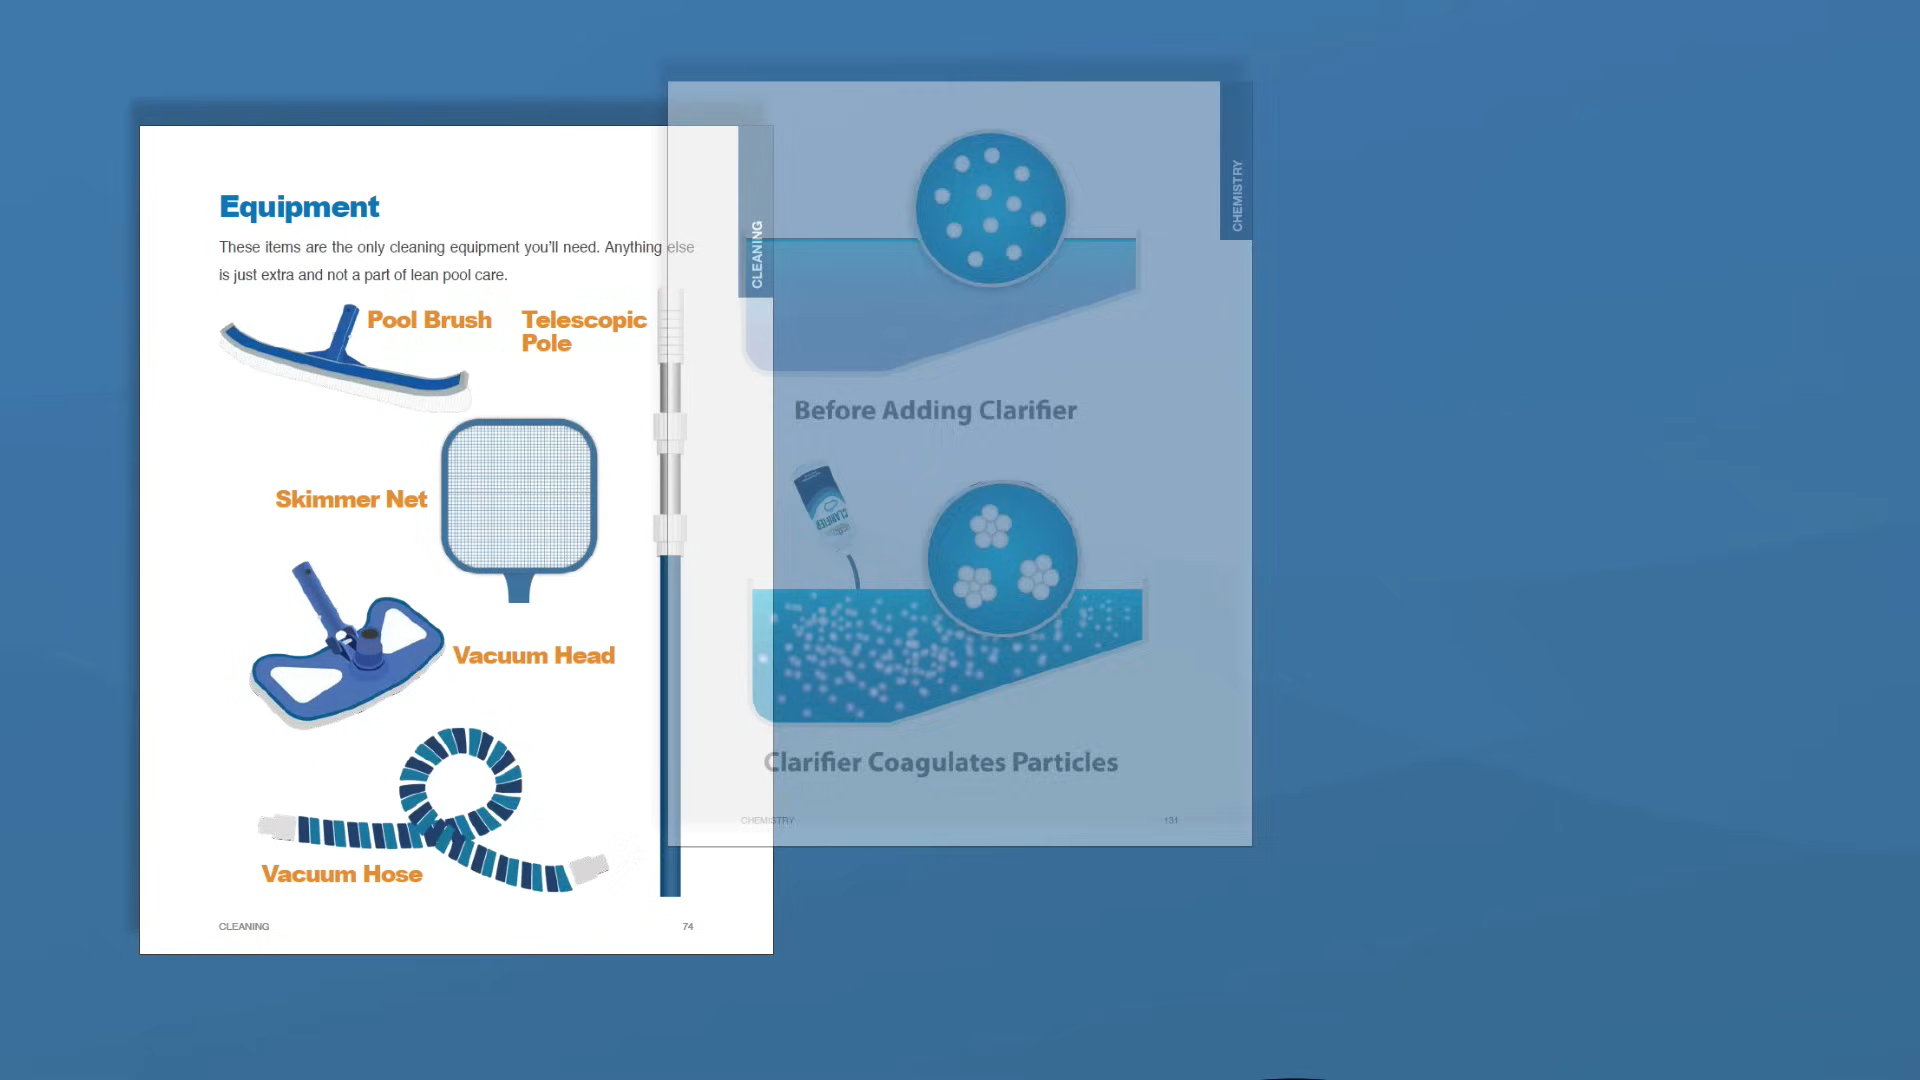 Equipment
These items are the only cleaning equipment you'll need. Anything else
is just extra and not a part of lean pool care.
Pool Brush
Telescopic
Pole
Skimmer Net
Vacuum Head
Vacuum Hose
CLEANING
74
CLEANING
CHEMISTRY
Before Adding Clarifier
CLARIFIER
Clarifier Coagulates Particles
CHEMISTRY
131